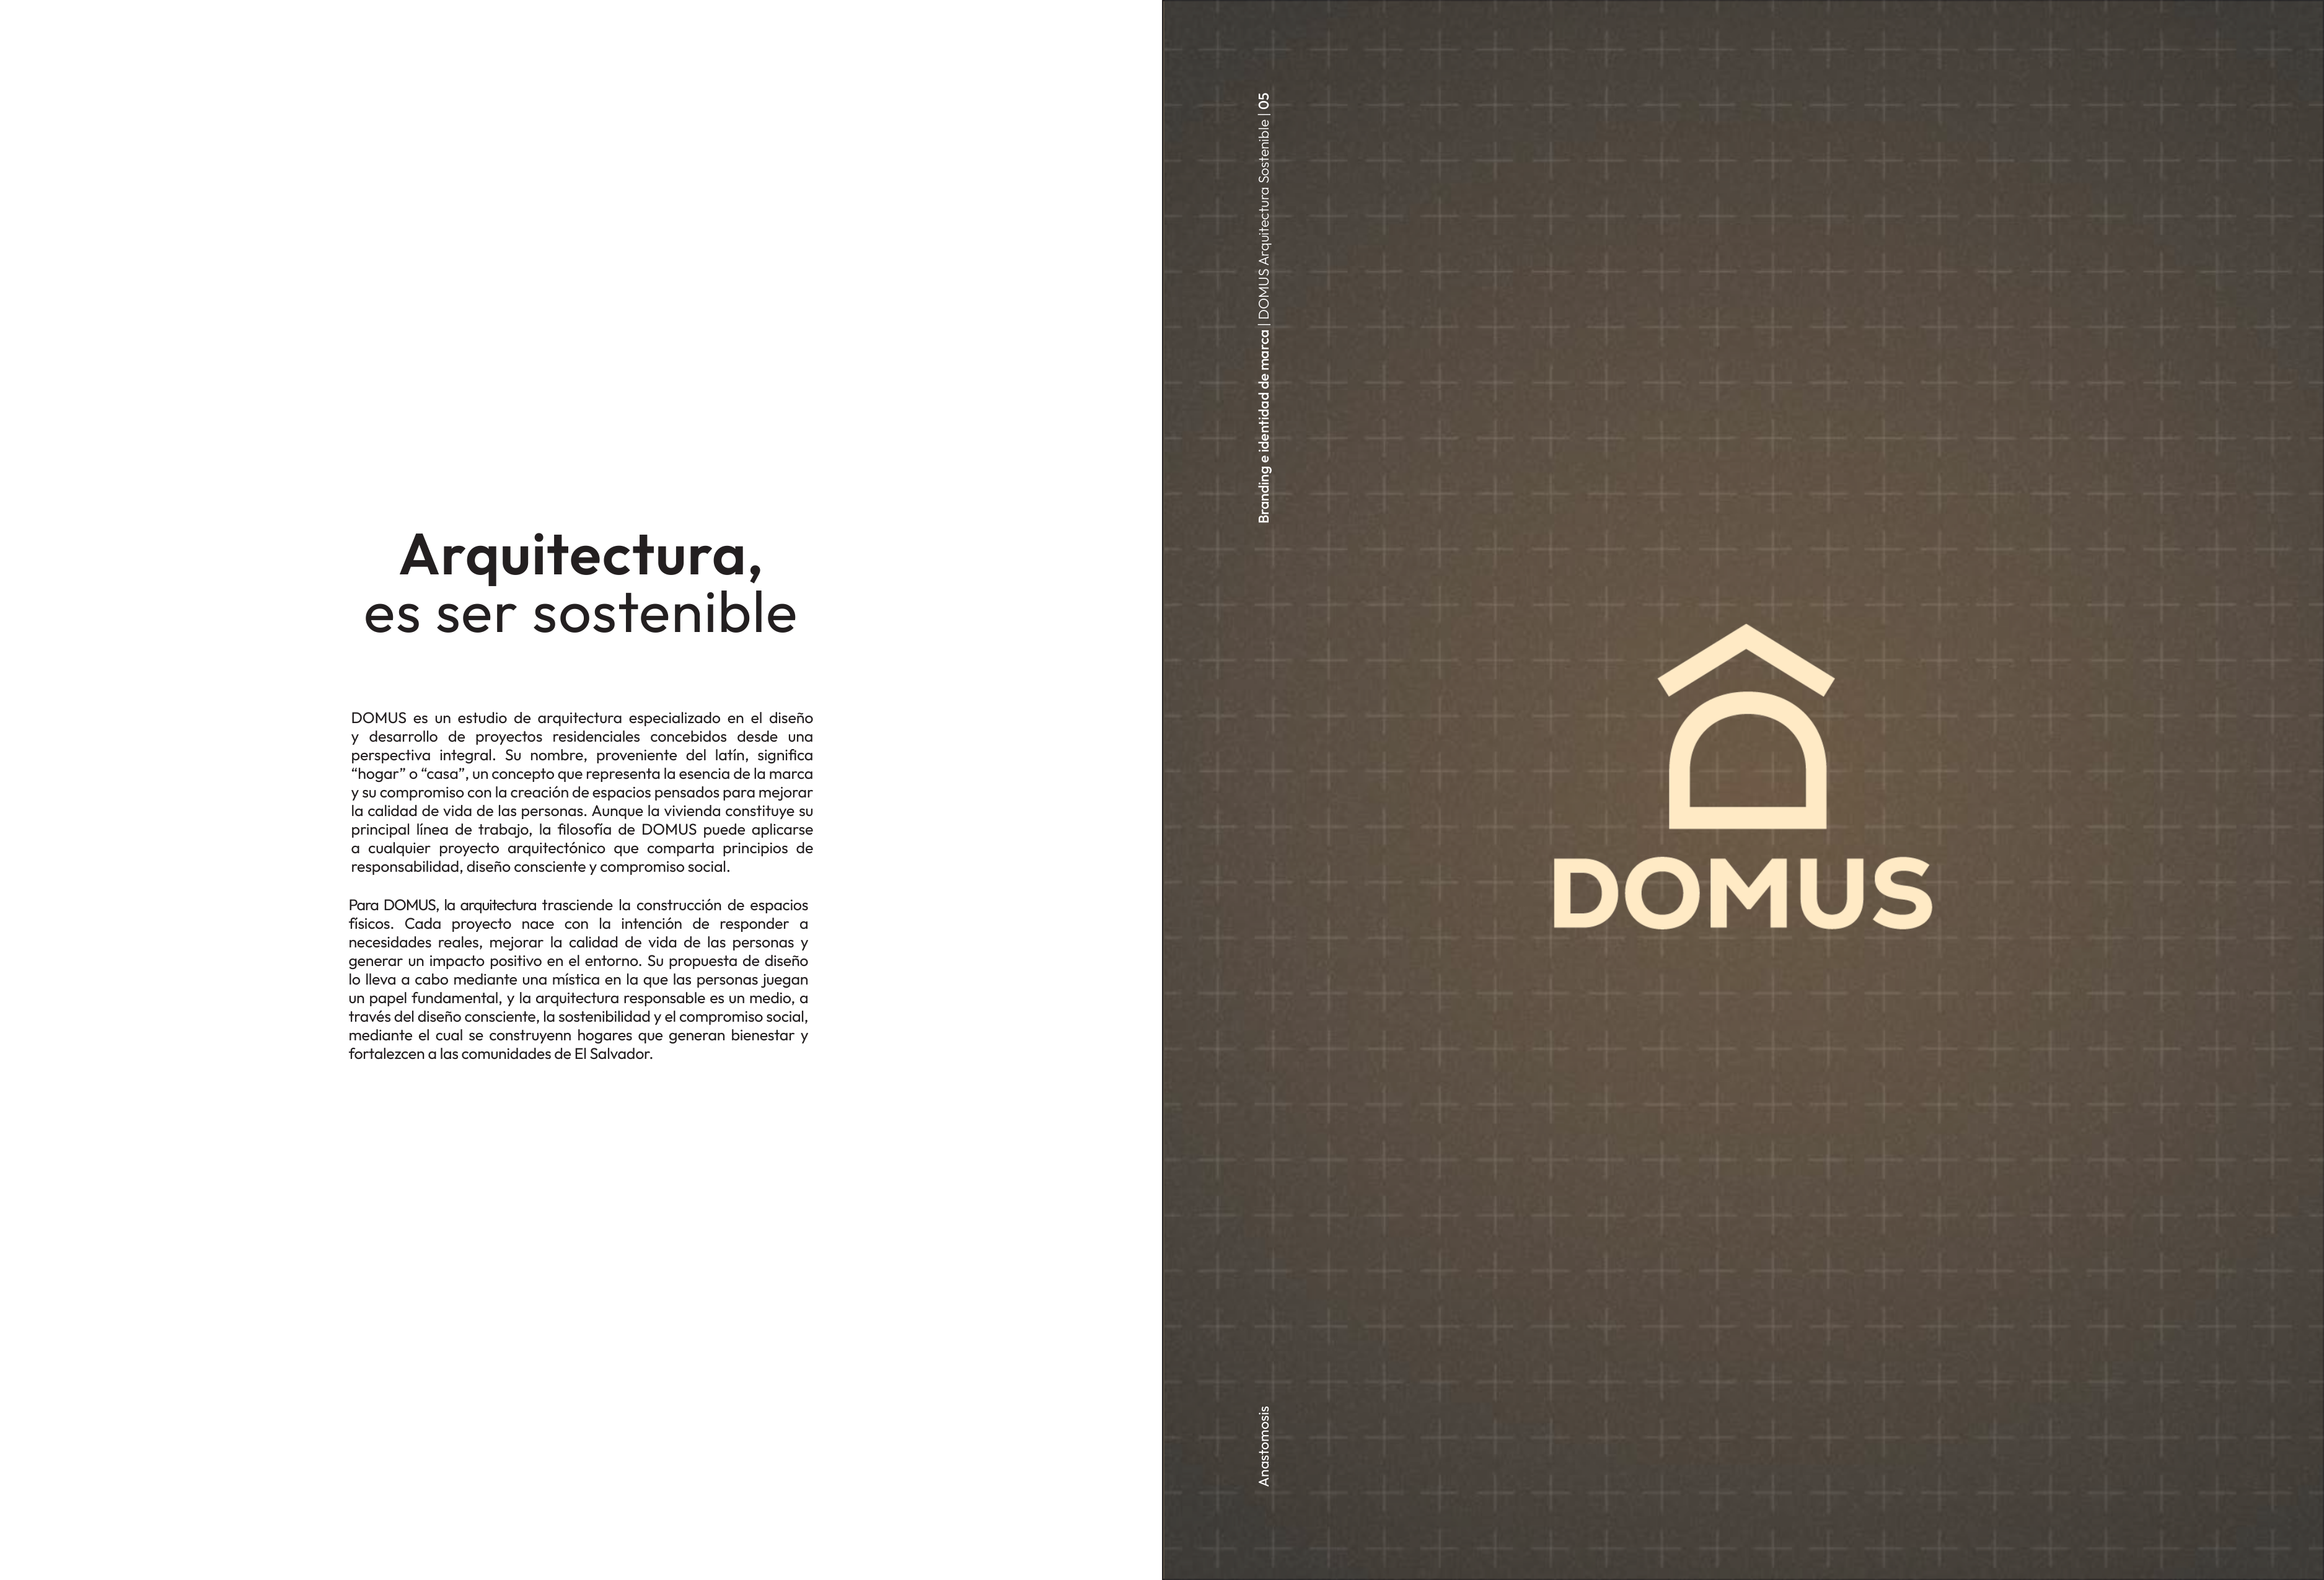 Arquitectura,
es ser sostenible
DOMUS es un estudio de arquitectura especializado en el diseño
y desarrollo de proyectos residenciales concebidos desde una
perspectiva integral. Su nombre, proveniente del latín, significa
“hogar” o “casa”, un concepto que representa la esencia de la marca
y su compromiso con la creación de espacios pensados para mejorar
la calidad de vida de las personas. Aunque la vivienda constituye su
principal línea de trabajo, la filosofía de DOMUS puede aplicarse
a cualquier proyecto arquitectónico que comparta principios de
responsabilidad, diseño consciente y compromiso social.
Para DOMUS, la arquitectura trasciende la construcción de espacios
físicos. Cada proyecto nace con la intención de responder a
necesidades reales, mejorar la calidad de vida de las personas y
generar un impacto positivo en el entorno. Su propuesta de diseño
lo lleva a cabo mediante una mística en la que las personas juegan
un papel fundamental, y la arquitectura responsable es un medio, a
través del diseño consciente, la sostenibilidad y el compromiso social,
mediante el cual se construyenn hogares que generan bienestar y
fortalezcen a las comunidades de El Salvador.
Branding e identidad de marca | DOMUS Arquitectura Sostenible | 05
DOMUS
Anastomosis